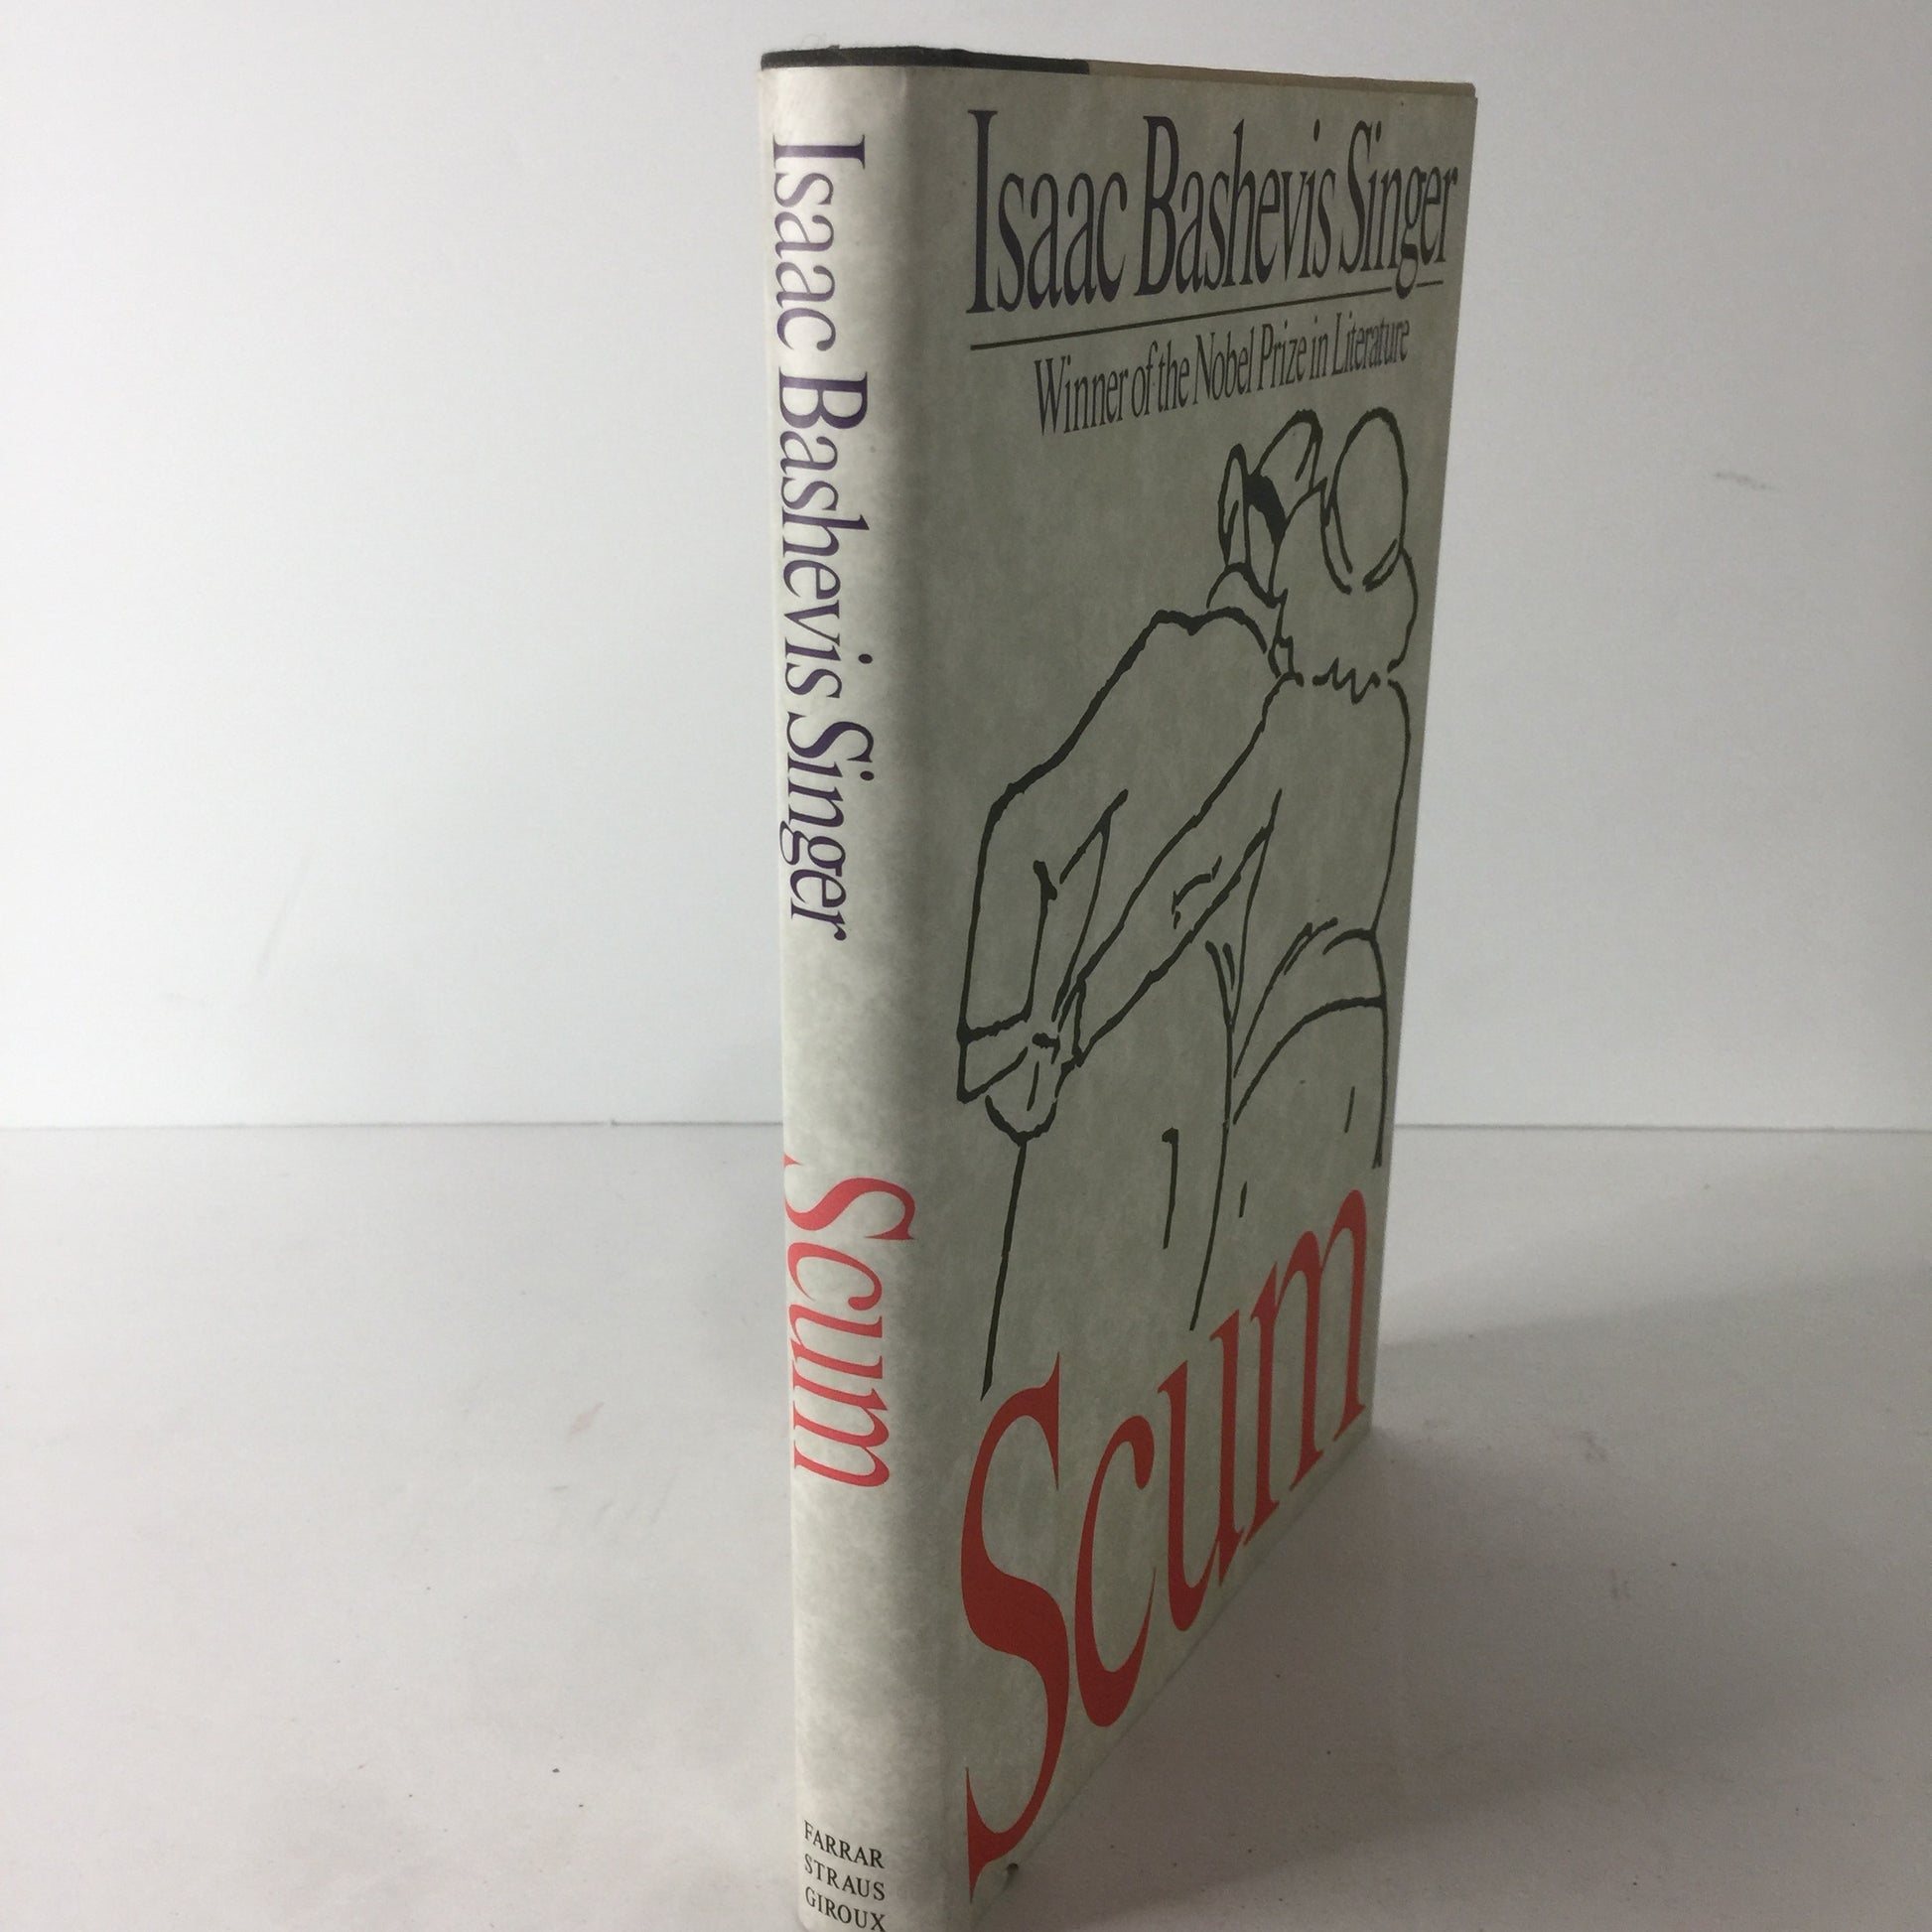 Isaac Bashevis Singer
Scum
FARRAR
STRAUS
GIROUX
Isaac Bashevis Singer
Winner of the Nobel Prize in Literature
Scum